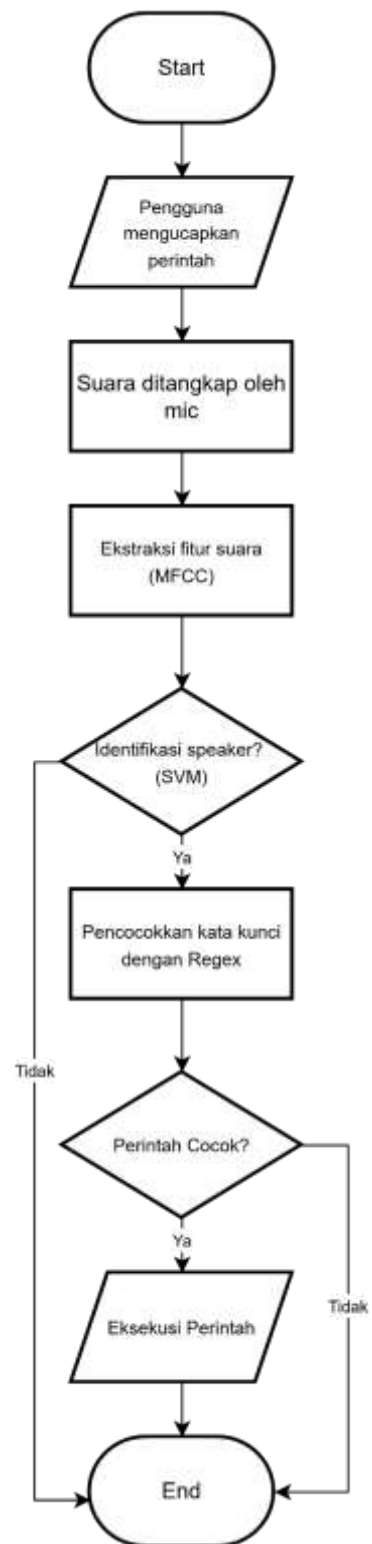 Start
Pengguna
mengucapkan
perintah
Suara ditangkap oleh
mic
Ekstraksi fitur suara
(MFCC)
Identifikasi speaker?
(SVM)
Ya
Pencocokkan kata kunci
dengan Regex
Tidak
Perintah Cocok?
Ya
Eksekusi Perintah
Tidak
End